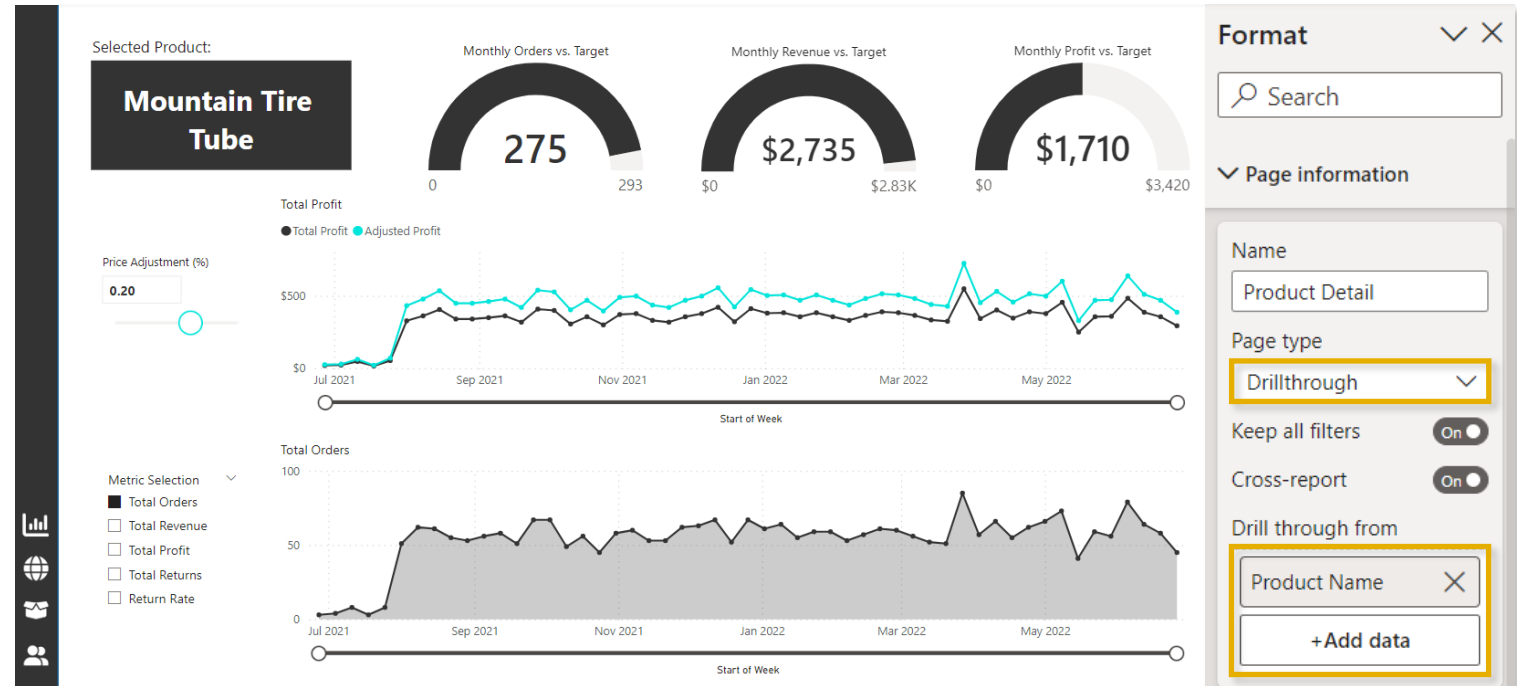 Selected Product:
Mountain Tire
Tube
Monthly Orders vs. Target
275
0
293
Monthly Revenue vs. Target
$2,735
$0
$2.83K
Monthly Profit vs. Target
$1,710
$0
$3,420
Price Adjustment (%)
0.20
Total Profit
Total Profit Adjusted Profit
$500
$0
Jul 2021 Sep 2021 Nov 2021 Jan 2022 Mar 2022 May 2022
Start of Week
Metric Selection
Total Orders
Total Revenue
Total Profit
Total Returns
Return Rate
Total Orders
100
50
0
Jul 2021 Sep 2021 Nov 2021 Jan 2022 Mar 2022 May 2022
Start of Week
Format
Search
Page information
Name
Product Detail
Page type
Drillthrough
Keep all filters On
Cross-report On
Drill through from
Product Name
+Add data